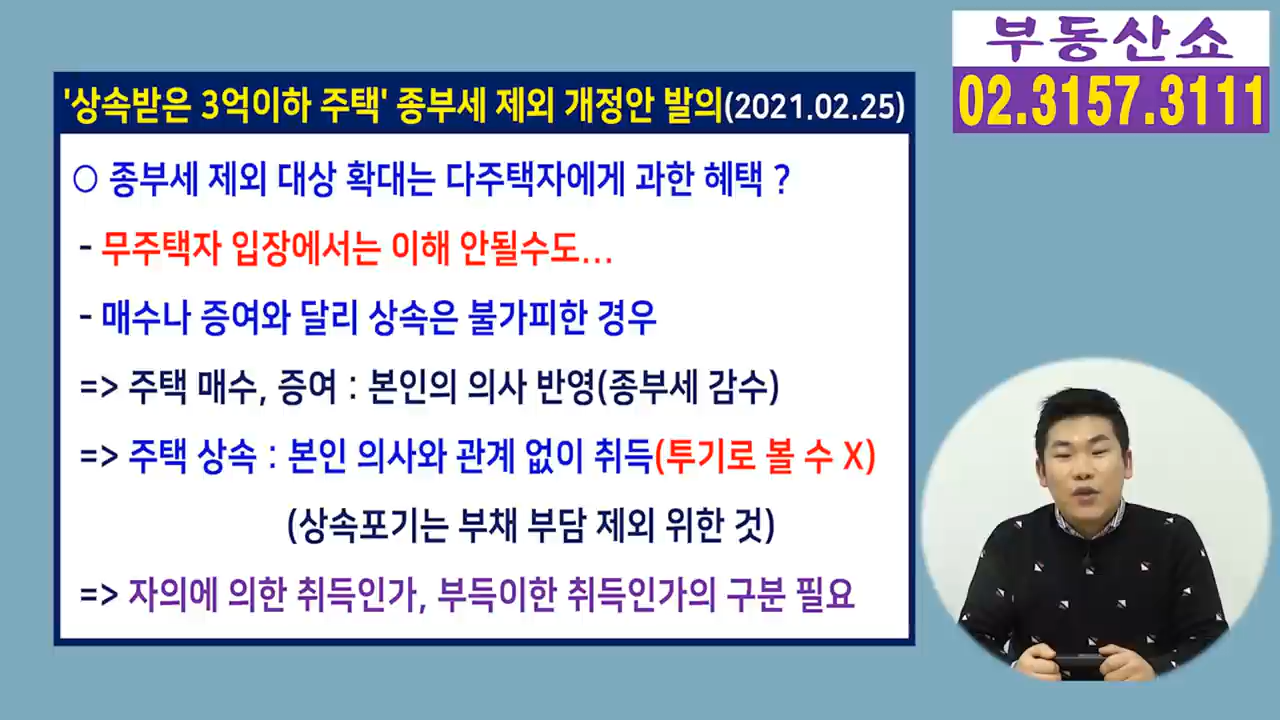 부동산쇼
02.3157.3111
'상속받은 3억이하 주택' 종부세 제외 개정안 발의(2021.02.25)
○ 종부세 제외 대상 확대는 다주택자에게 과한 혜택 ?
- 무주택자 입장에서는 이해 안될수도...
- 매수나 증여와 달리 상속은 불가피한 경우
=> 주택 매수, 증여 : 본인의 의사 반영(종부세 감수)
=> 주택 상속 : 본인 의사와 관계 없이 취득(투기로 볼 수 X)
(상속포기는 부채 부담 제외 위한 것)
=> 자의에 의한 취득인가, 부득이한 취득인가의 구분 필요